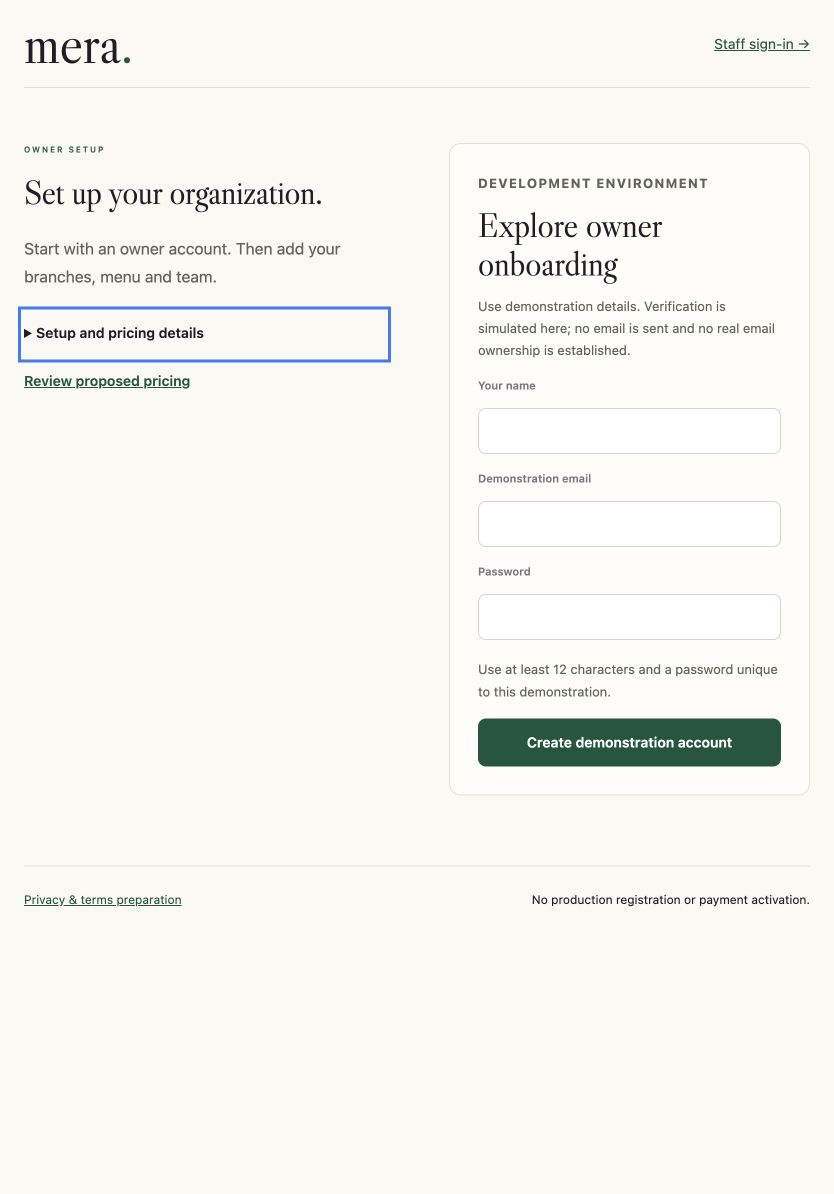 mera.
Staff sign-in →
OWNER SETUP
Set up your organization.
Start with an owner account. Then add your
branches, menu and team.
Setup and pricing details
Review proposed pricing
DEVELOPMENT ENVIRONMENT
Explore owner
onboarding
Use demonstration details. Verification is
simulated here; no email is sent and no real email
ownership is established.
Your name
Demonstration email
Password
Use at least 12 characters and a password unique
to this demonstration.
Create demonstration account
Privacy & terms preparation
No production registration or payment activation.